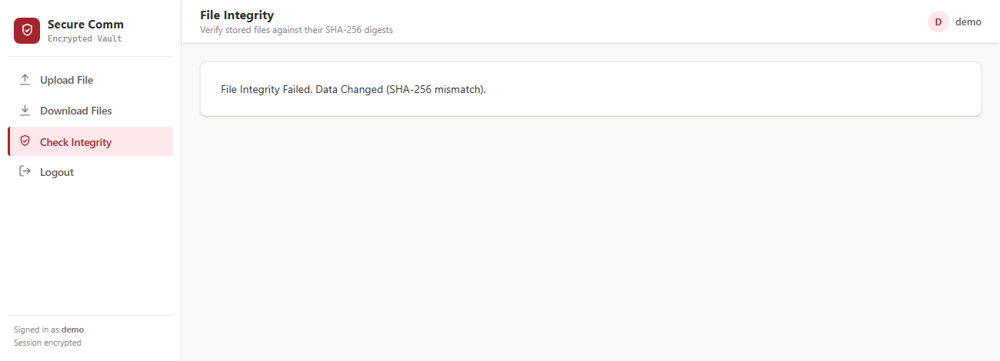 Secure Comm
Encrypted Vault
Upload File
Download Files
Check Integrity
Logout
Signed in as demo
Session encrypted
File Integrity
Verify stored files against their SHA-256 digests
D demo
File Integrity Failed. Data Changed (SHA-256 mismatch).